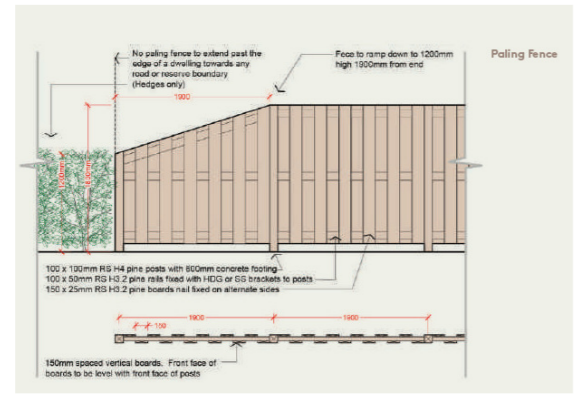 No paling fence to extend past the
edge of a dwelling towards any
road or reserve boundary
(Hedges only)
Fece to ramp down to 1200mm
high 1900mm from end
Paling Fence
1900
1200mm
100 x 100mm RS H4 pine posts with 600mm concrete footing
100 x 50mm RS H3.2 pine rails fixed with HDG or SS brackets to posts
150 x 25mm RS H3.2 pine boards nail fixed on alternate sides
1900
1900
150
150mm spaced vertical boards. Front face of
boards to be level with front face of posts